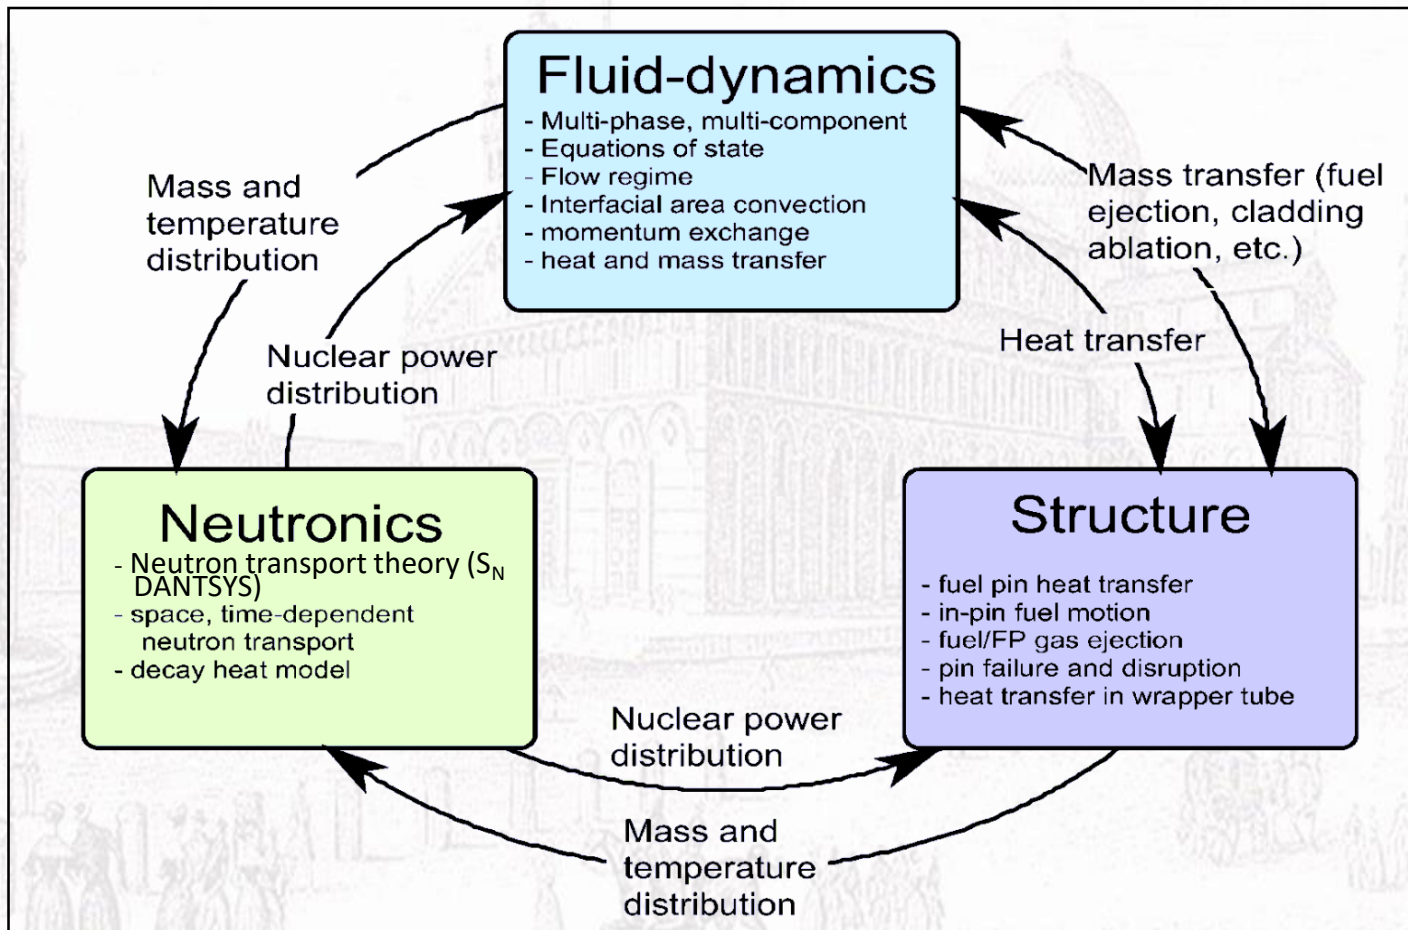 Fluid-dynamics
- Multi-phase, multi-component
- Equations of state
- Flow regime
- Interfacial area convection
- momentum exchange
- heat and mass transfer
Mass and
temperature
distribution
Nuclear power
distribution
Mass transfer (fuel
ejection, cladding
ablation, etc.)
Heat transfer
Neutronics
- Neutron transport theory (SN
DANTSYS)
- space, time-dependent
neutron transport
- decay heat model
Structure
- fuel pin heat transfer
- in-pin fuel motion
- fuel/FP gas ejection
- pin failure and disruption
- heat transfer in wrapper tube
Nuclear power
distribution
Mass and
temperature
distribution